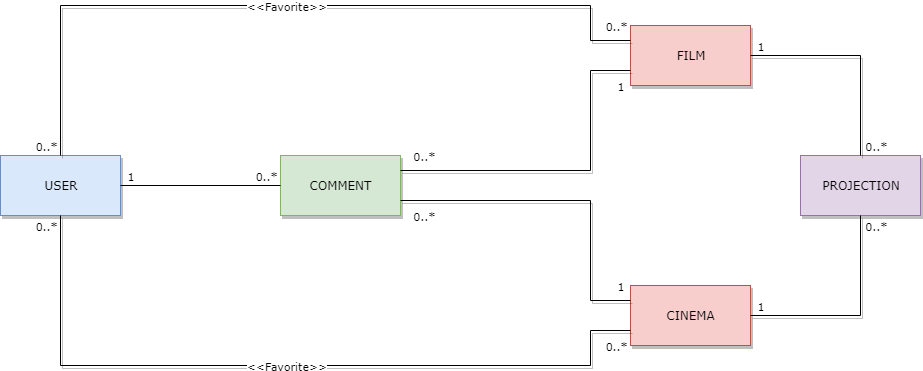 <<Favorite>>
0..*
FILM
1
1
0..*
0..*
0..*
USER
1
0..*
COMMENT
PROJECTION
0..*
0..*
0..*
1
CINEMA
1
0..*
<<Favorite>>